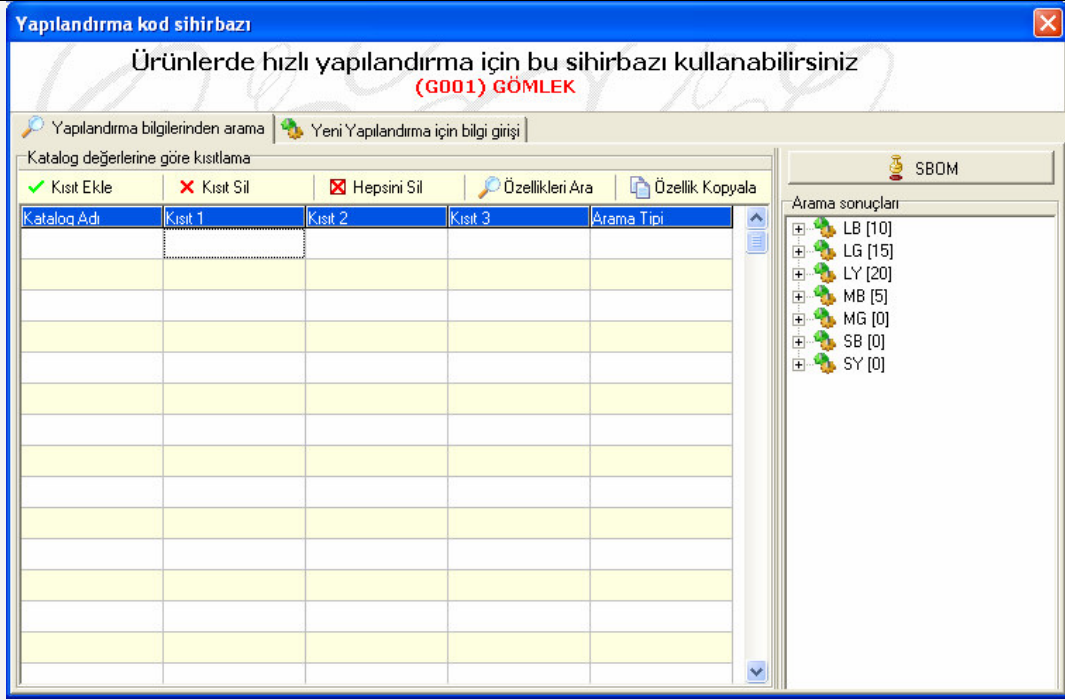 Yapılandırma kod sihirbazı
Ürünlerde hızlı yapılandırma için bu sihirbazı kullanabilirsiniz
(G001) GÖMLEK
Yapılandırma bilgilerinden arama Yeni Yapılandırma için bilgi girişi
Katalog değerlerine göre kısıtlama
Kısıt Ekle Kısıt Sil Hepsini Sil Özellikleri Ara Özellik Kopyala
Katalog Adı Kısıt 1 Kısıt 2 Kısıt 3 Arama Tipi
SBOM
Arama sonuçları
LB [10]
LG [15]
LY [20]
MB [5]
MG [0]
SB [0]
SY [0]